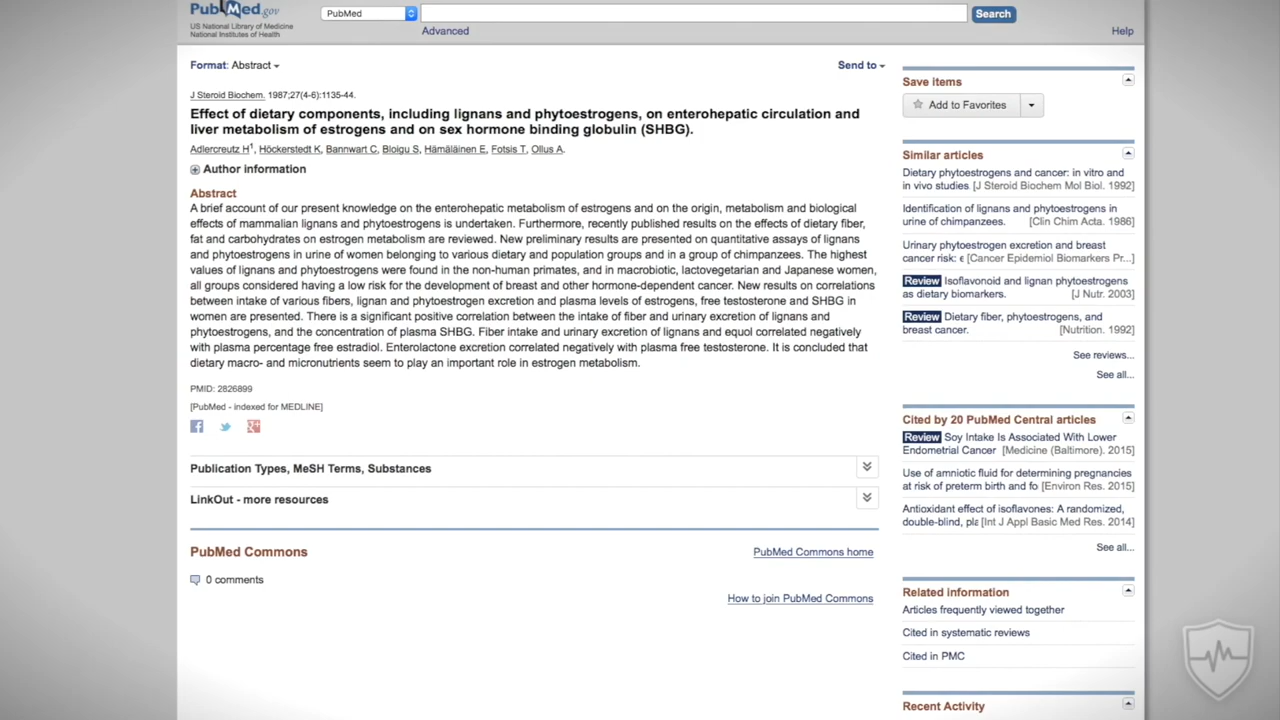 PubMed.gov
US National Library of Medicine
National Institutes of Health
PubMed
Search
Advanced
Help
Format: Abstract
Send to
J Steroid Biochem. 1987;27(4-6):1135-44.
Effect of dietary components, including lignans and phytoestrogens, on enterohepatic circulation and
liver metabolism of estrogens and on sex hormone binding globulin (SHBG).
Adlercreutz H1, Höckerstedt K, Bannwart C, Bloigu S, Hämäläinen E, Fotsis T, Ollus A.
Author information
Abstract
A brief account of our present knowledge on the enterohepatic metabolism of estrogens and on the origin, metabolism and biological
effects of mammalian lignans and phytoestrogens is undertaken. Furthermore, recently published results on the effects of dietary fiber,
fat and carbohydrates on estrogen metabolism are reviewed. New preliminary results are presented on quantitative assays of lignans
and phytoestrogens in urine of women belonging to various dietary and population groups and in a group of chimpanzees. The highest
values of lignans and phytoestrogens were found in the non-human primates, and in macrobiotic, lactovegetarian and Japanese women,
all groups considered having a low risk for the development of breast and other hormone-dependent cancer. New results on correlations
between intake of various fibers, lignan and phytoestrogen excretion and plasma levels of estrogens, free testosterone and SHBG in
women are presented. There is a significant positive correlation between the intake of fiber and urinary excretion of lignans and
phytoestrogens, and the concentration of plasma SHBG. Fiber intake and urinary excretion of lignans and equol correlated negatively
with plasma percentage free estradiol. Enterolactone excretion correlated negatively with plasma free testosterone. It is concluded that
dietary macro- and micronutrients seem to play an important role in estrogen metabolism.
PMID: 2826899
[PubMed - indexed for MEDLINE]
Publication Types, MeSH Terms, Substances
LinkOut - more resources
PubMed Commons
PubMed Commons home
0 comments
How to join PubMed Commons
Save items
Add to Favorites
Similar articles
Dietary phytoestrogens and cancer: in vitro and
in vivo studies [J Steroid Biochem Mol Biol. 1992]
Identification of lignans and phytoestrogens in
urine of chimpanzees. [Clin Chim Acta. 1986]
Urinary phytoestrogen excretion and breast
cancer risk: e [Cancer Epidemiol Biomarkers Pr...]
Review Isoflavonoid and lignan phytoestrogens
as dietary biomarkers. [J Nutr. 2003]
Review Dietary fiber, phytoestrogens, and
breast cancer. [Nutrition. 1992]
See reviews...
See all...
Cited by 20 PubMed Central articles
Review Soy Intake Is Associated With Lower
Endometrial Cancer [Medicine (Baltimore). 2015]
Use of amniotic fluid for determining pregnancies
at risk of preterm birth and fo [Environ Res. 2015]
Antioxidant effect of isoflavones: A randomized,
double-blind, pla [Int J Appl Basic Med Res. 2014]
See all...
Related information
Articles frequently viewed together
Cited in systematic reviews
Cited in PMC
Recent Activity